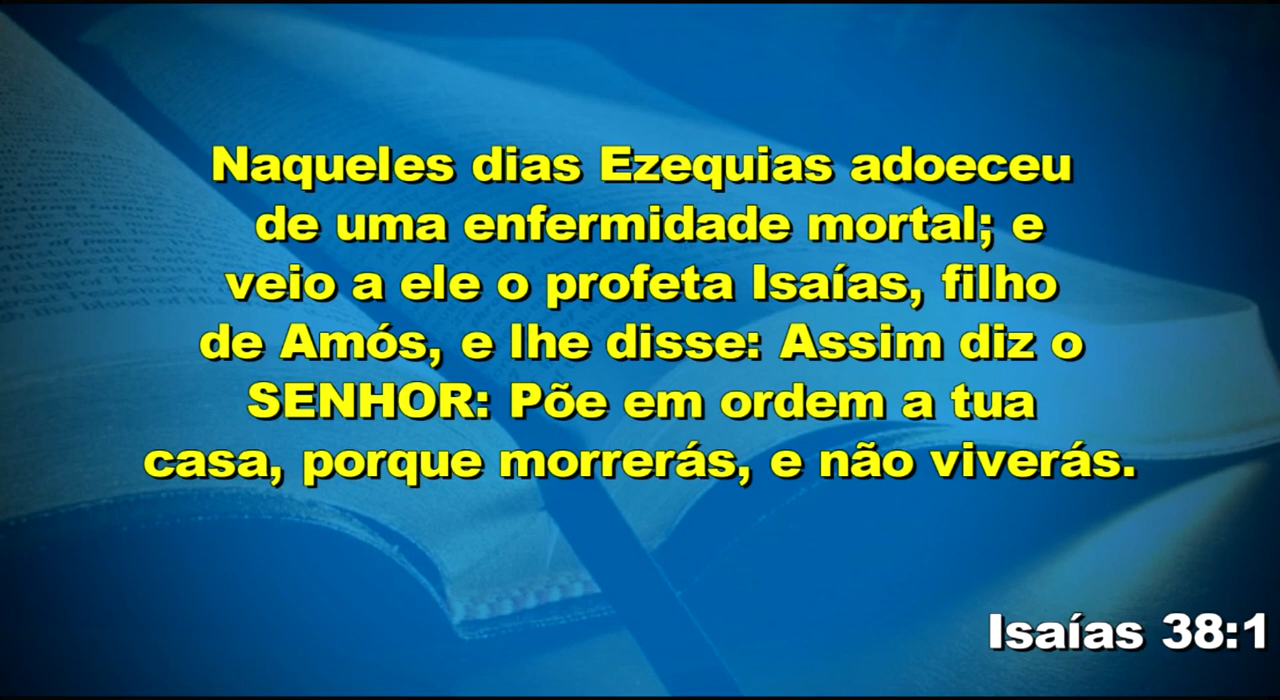 Naqueles dias Ezequias adoeceu
de uma enfermidade mortal; e
veio a ele o profeta Isaías, filho
de Amós, e lhe disse: Assim diz o
SENHOR: Põe em ordem a tua
casa, porque morrerás, e não viverás.
Isaías 38:1